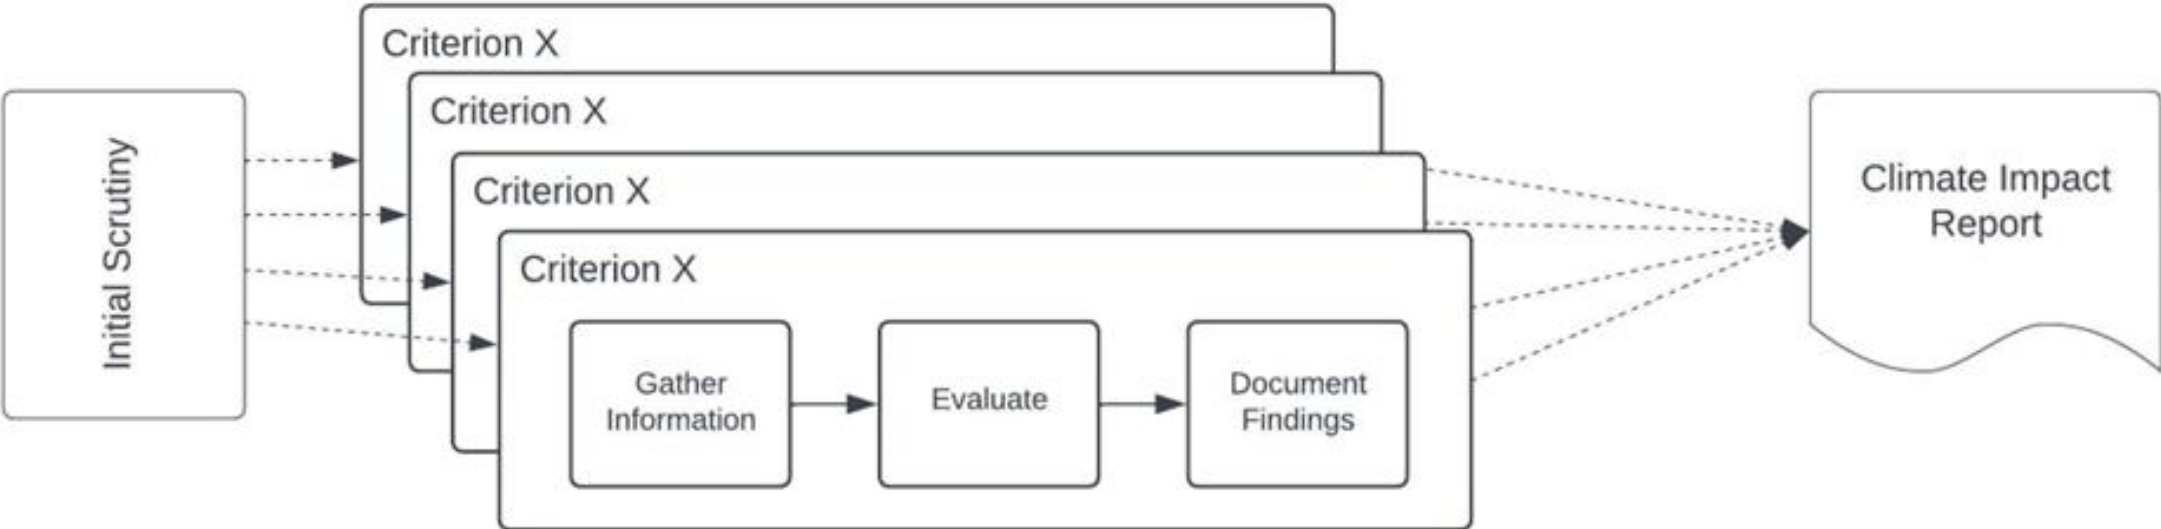 Initial Scrutiny
Criterion X
Criterion X
Criterion X
Criterion X
Gather
Information
Evaluate
Document
Findings
Climate Impact
Report